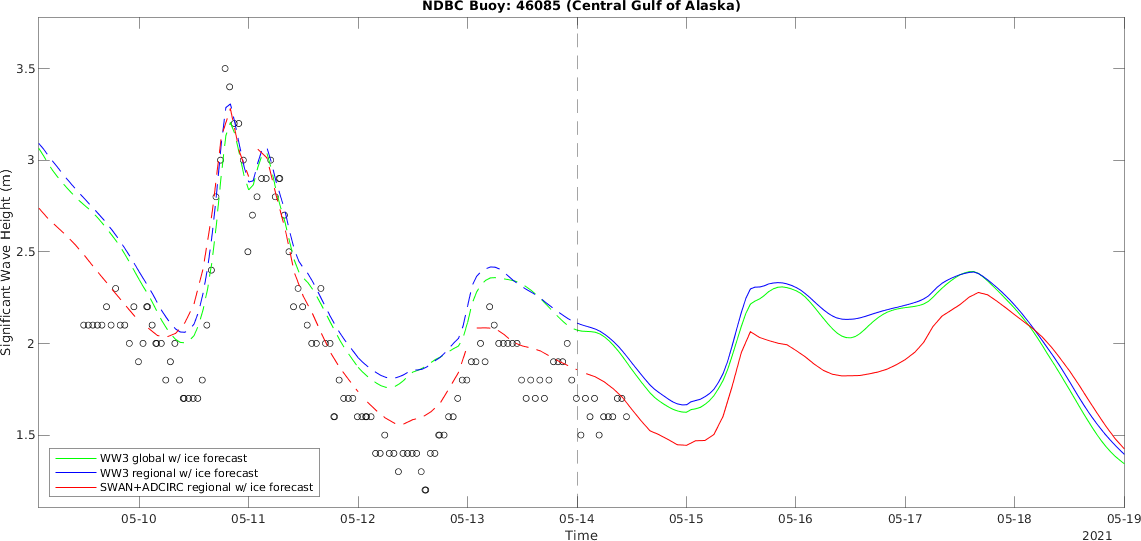 NDBC Buoy: 46085 (Central Gulf of Alaska)
Significant Wave Height (m)
3.5
3
2.5
2
1.5
WW3 global w/ ice forecast
WW3 regional w/ ice forecast
SWAN+ADCIRC regional w/ ice forecast
05-10 05-11 05-12 05-13 05-14 05-15 05-16 05-17 05-18 05-19
Time
2021